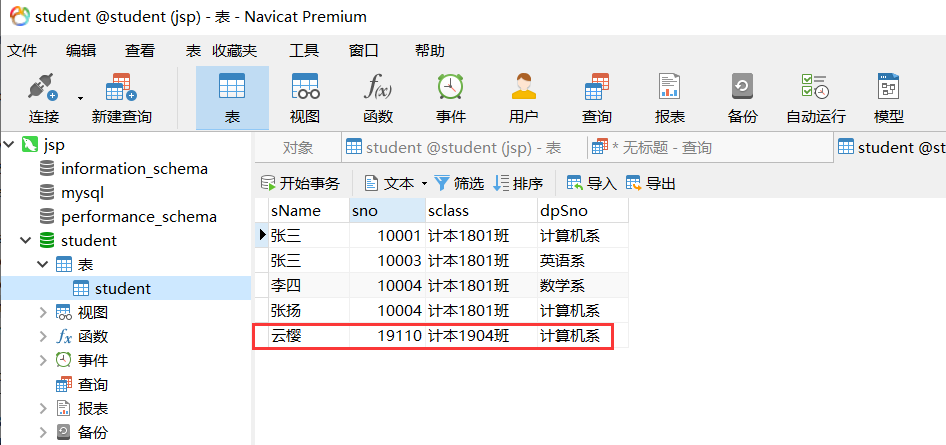 student @student (jsp) - 表 - Navicat Premium
文件 编辑 查看 表 收藏夹 工具 窗口 帮助
连接 新建查询 表 视图 函数 事件 用户 查询 报表 备份 自动运行 模型
f(x)
jsp
information_schema
mysql
performance_schema
student
表
student
视图
fx 函数
事件
查询
报表
备份
对象 student @student (jsp) - 表 * 无标题 - 查询 student @st
开始事务 文本 筛选 排序 导入 导出
sName sno sclass dpSno
张三 10001 计本1801班 计算机系
张三 10003 计本1801班 英语系
李四 10004 计本1801班 数学系
张扬 10004 计本1801班 计算机系
云樱 19110 计本1904班 计算机系